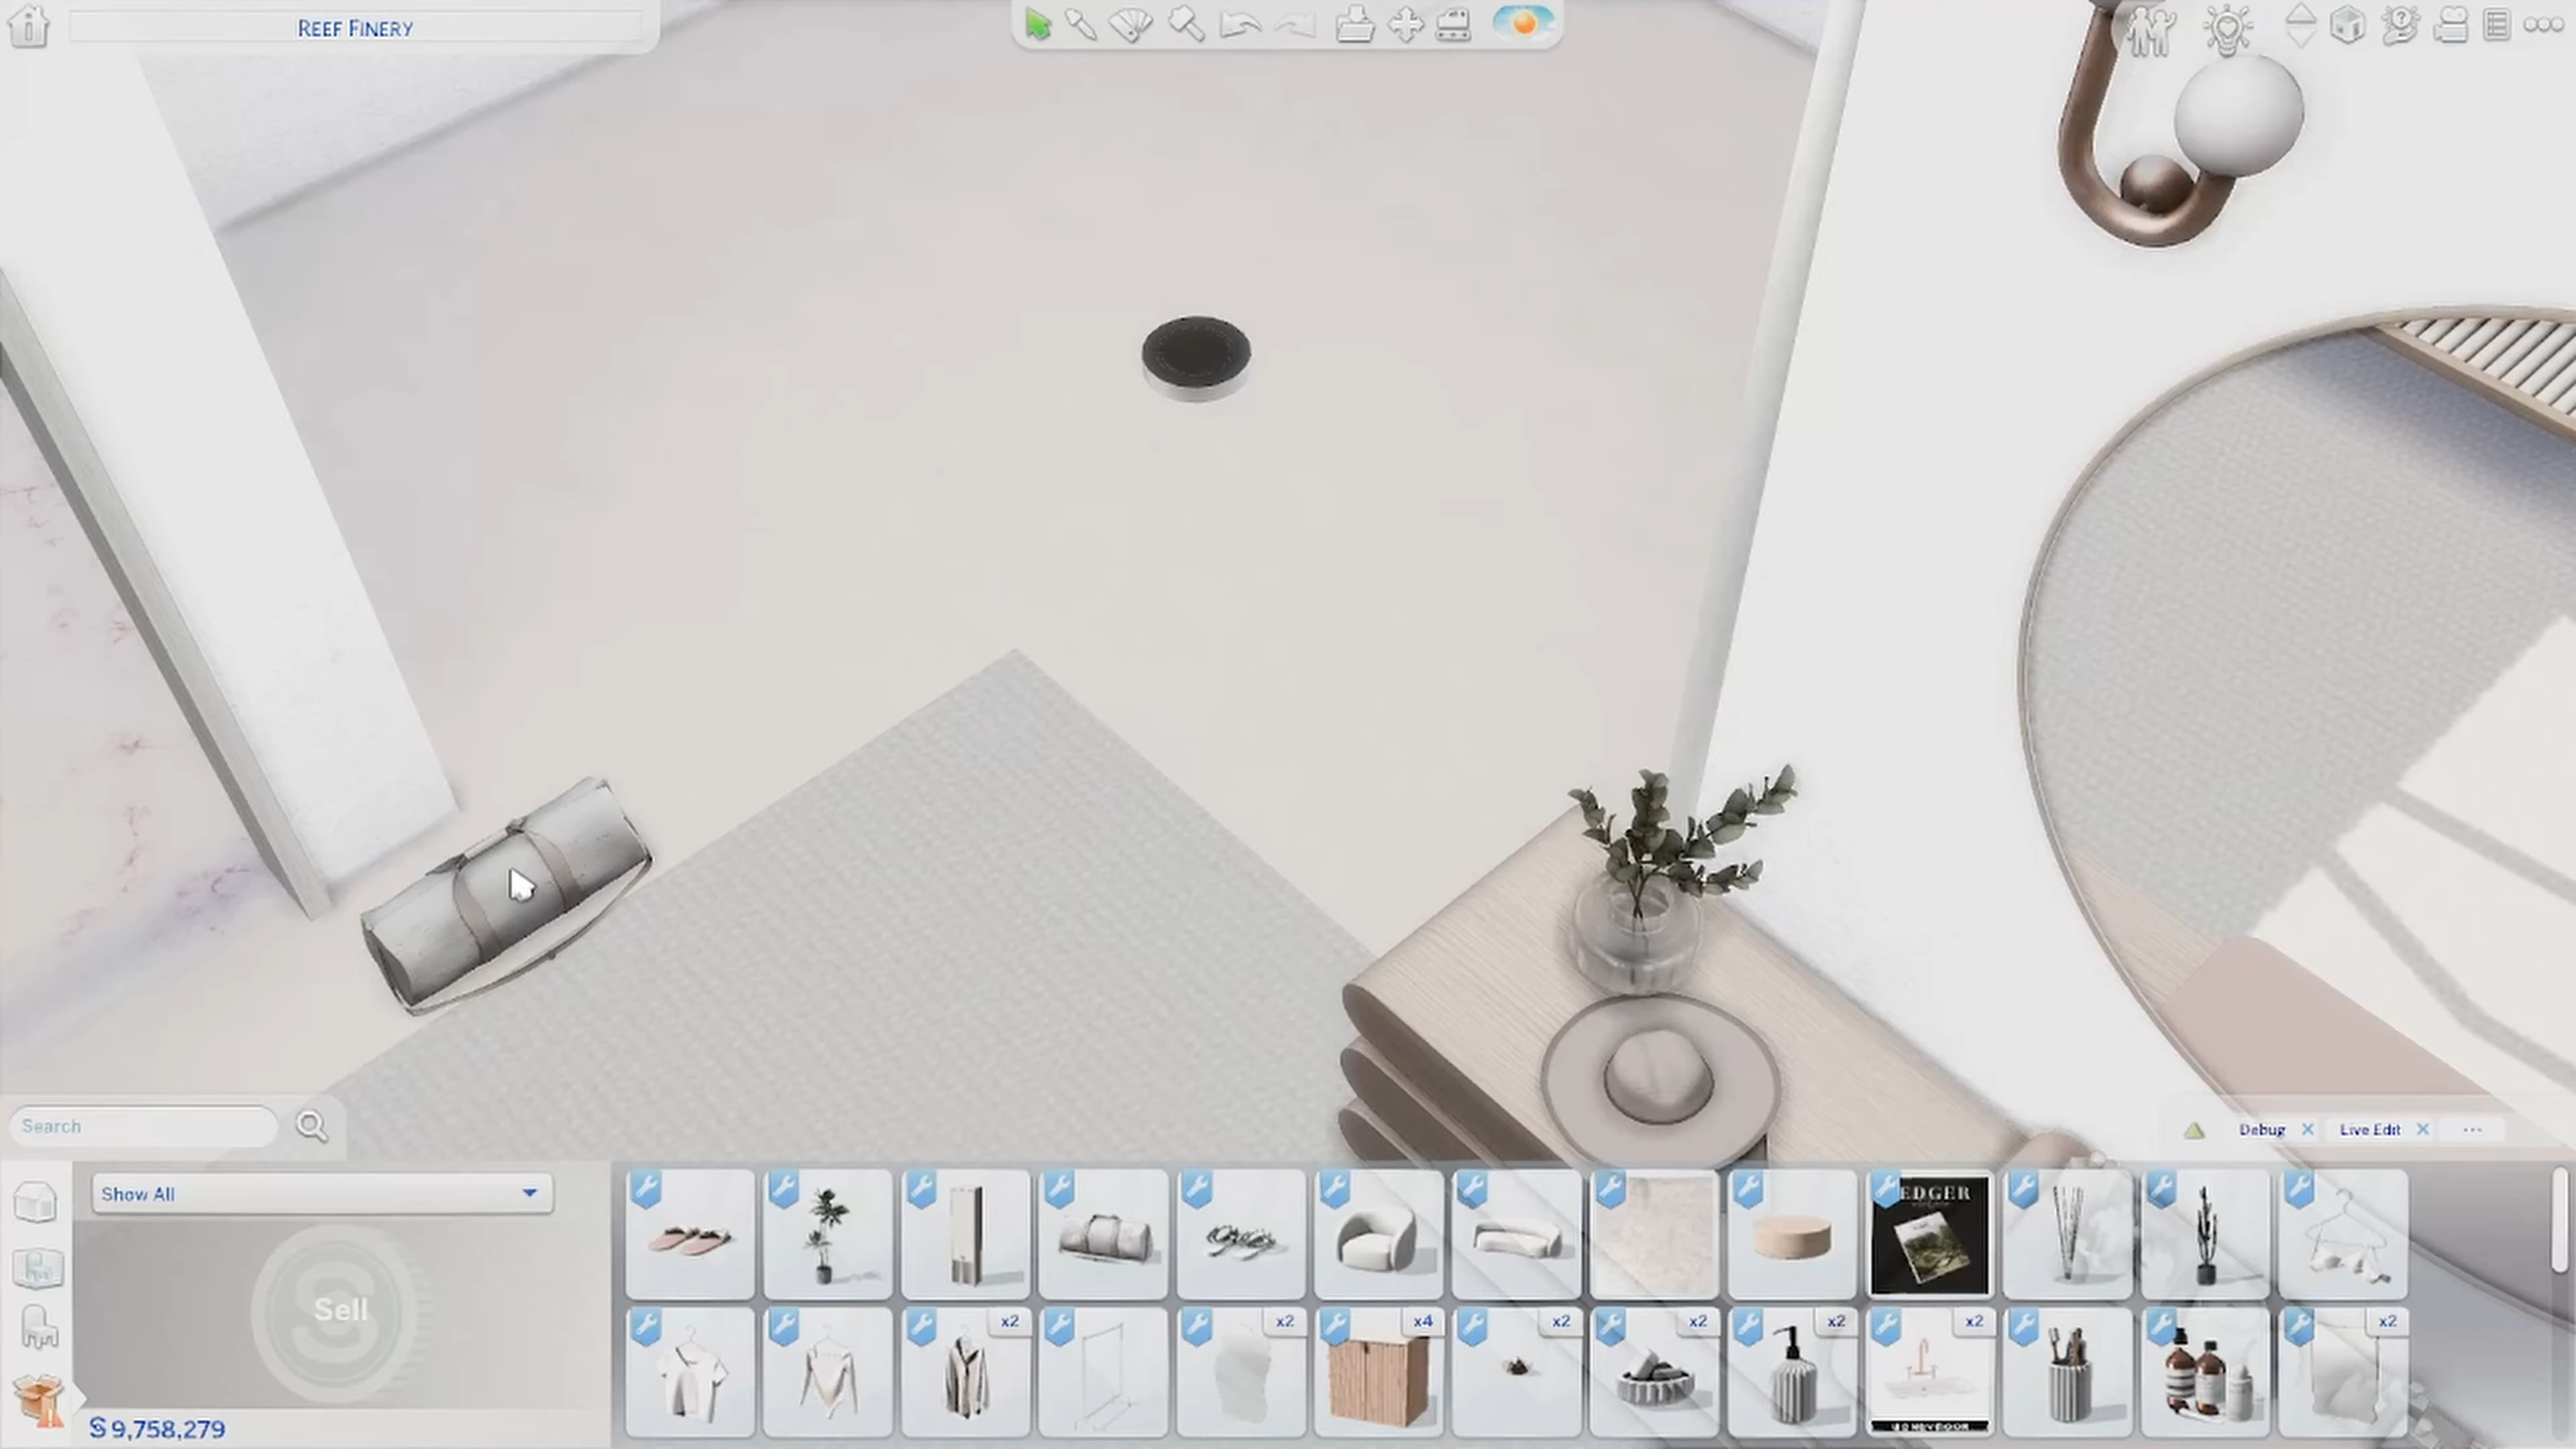 REEF FINERY
Search
Debug
Live Edit
Show All
EDGER
x2
x2
x4
x2
x2
x2
x2
x2
Sell
§9,758,279